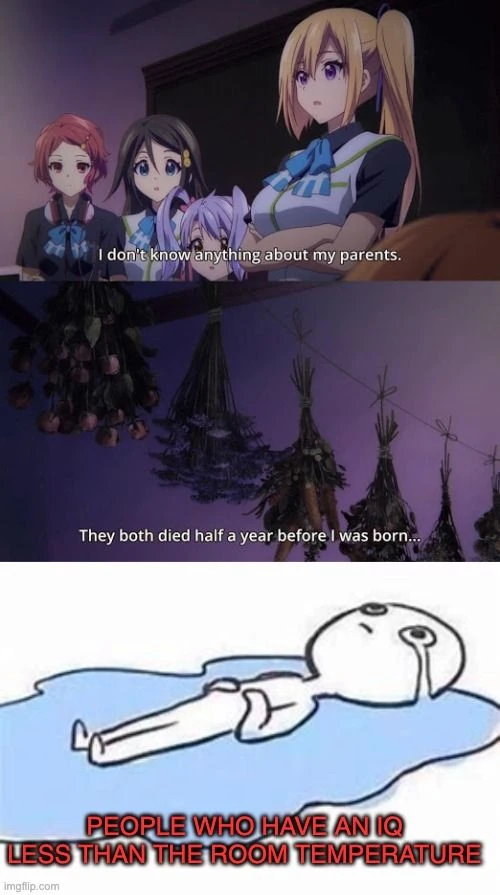 I don't know anything about my parents.
They both died half a year before I was born...
PEOPLE WHO HAVE AN IQ
LESS THAN THE ROOM TEMPERATURE
imgflip.com